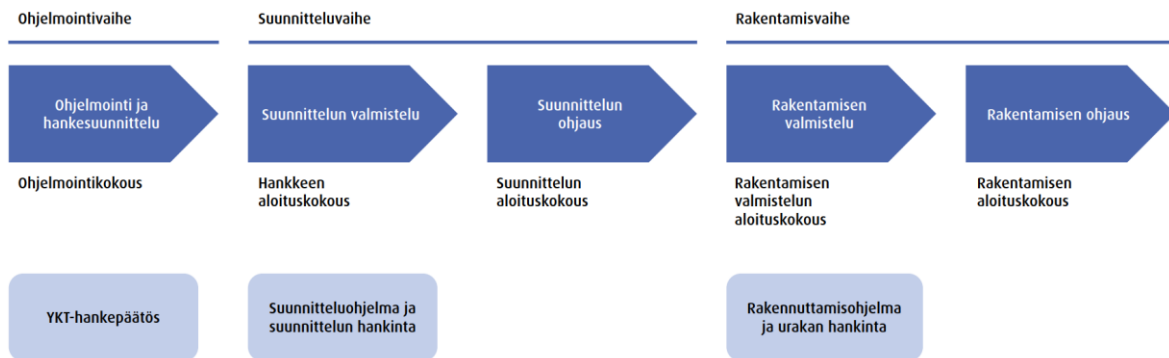 Ohjelmointivaihe
Suunnitteluvaihe
Rakentamisvaihe
Ohjelmointi ja
hankesuunnittelu
Suunnittelun valmistelu
Suunnittelun
ohjaus
Rakentamisen
valmistelu
Rakentamisen ohjaus
Ohjelmointikokous
Hankkeen
aloituskokous
Suunnittelun
aloituskokous
Rakentamisen
valmistelun
aloituskokous
Rakentamisen
aloituskokous
YKT-hankepäätös
Suunnitteluohjelma ja
suunnittelun hankinta
Rakennuttamisohjelma
ja urakan hankinta